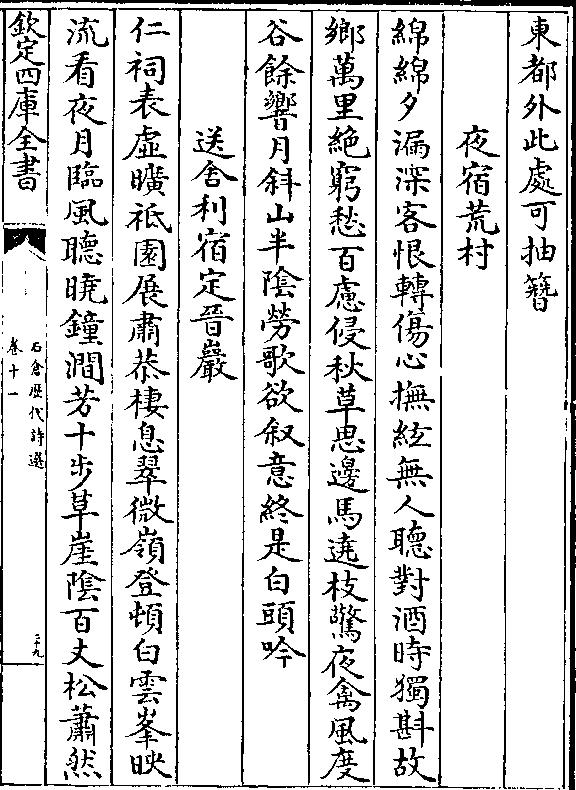 東都外此處可抽簪
夜宿荒村
綿綿夕漏深客恨轉傷心撫絃無人聽對酒時獨斟故
鄉萬里絶窮愁百慮侵秋草思邊馬遶枝驚夜禽風度
谷餘響月斜山半陰勞歌欲叙意終是白頭吟
送舍利宿定晉巖
仁祠表虛曠祗園展肅恭棲息翠微嶺登頓白雲峯映
流看夜月臨風聽曉鐘澗芳十步草崖陰百丈松蕭然
欽定四庫全書
石倉歴代詩選
卷十一
二十九